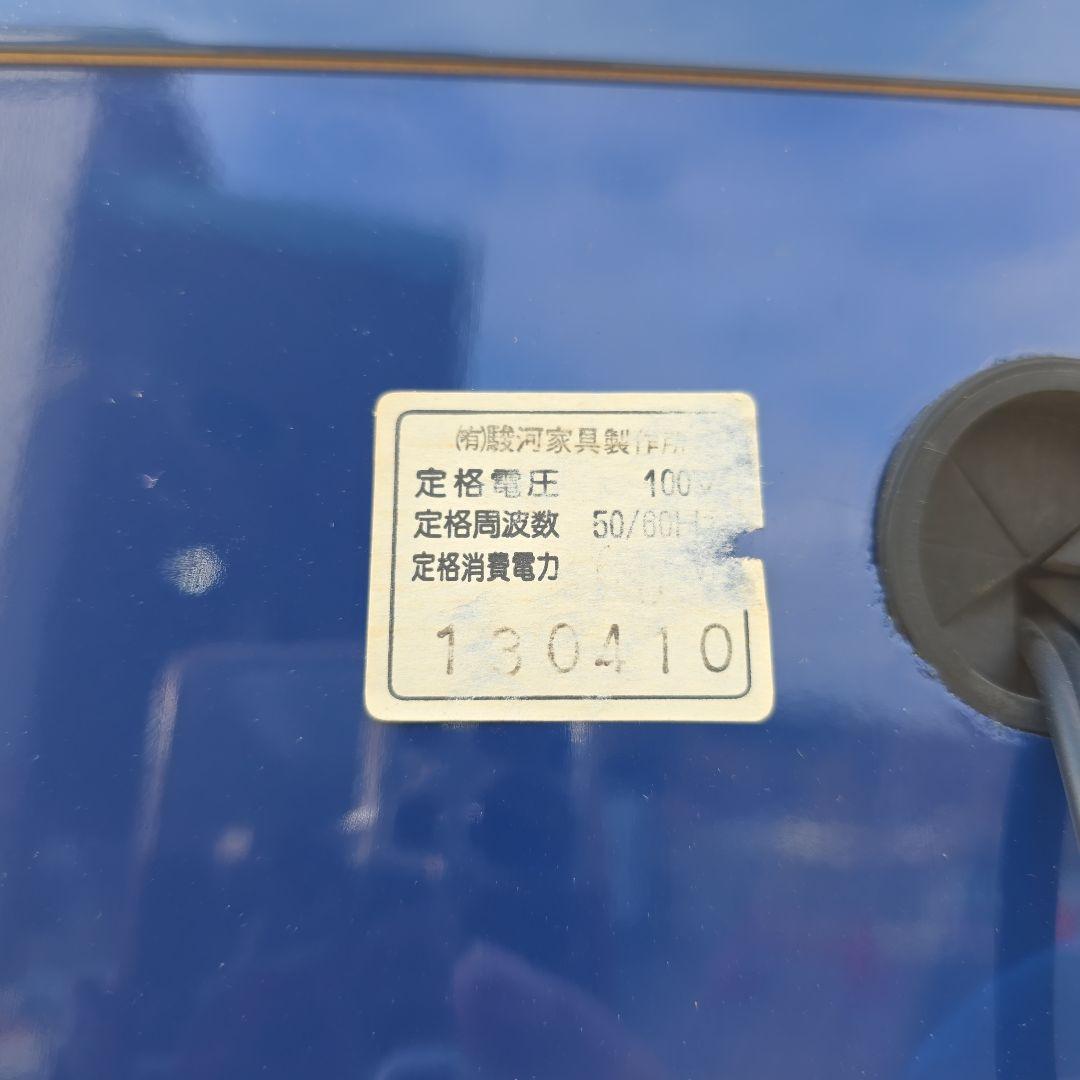 ㈲駿河家具製作所
定格電圧 100V
定格周波数 50/60Hz
定格消費電力
130410